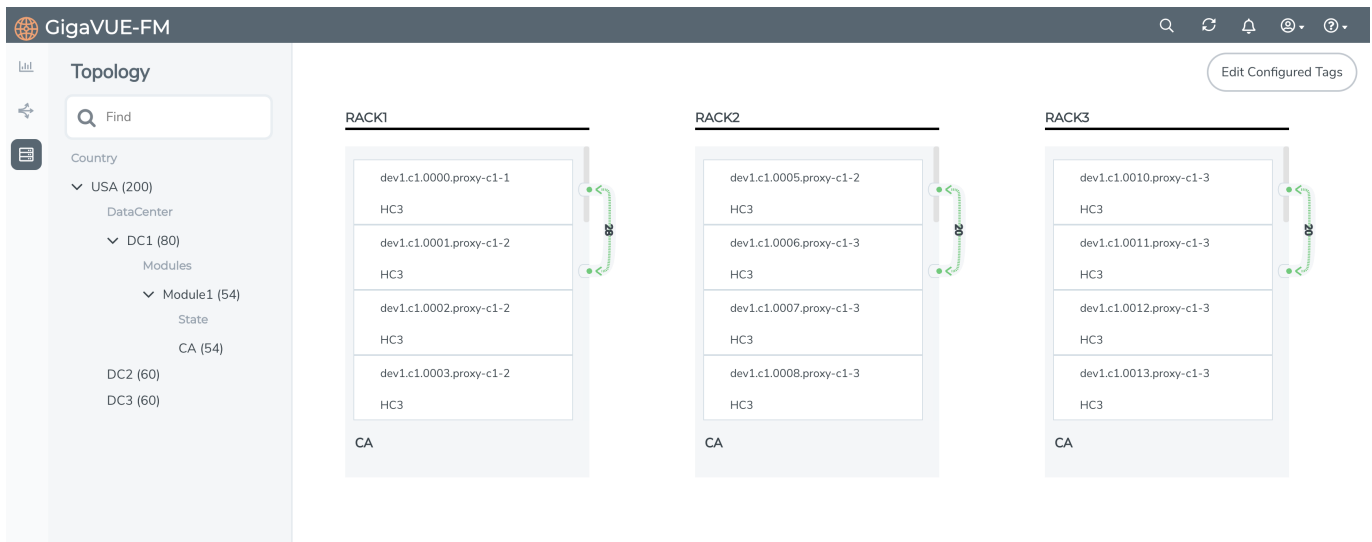 GigaVUE-FM
Topology
Edit Configured Tags
Find
Country
USA (200)
DataCenter
DC1 (80)
Modules
Module1 (54)
State
CA (54)
DC2 (60)
DC3 (60)
RACK1
dev1.c1.0000.proxy-c1-1
HC3
dev1.c1.0001.proxy-c1-2
HC3
dev1.c1.0002.proxy-c1-2
HC3
dev1.c1.0003.proxy-c1-2
HC3
CA
28
RACK2
dev1.c1.0005.proxy-c1-2
HC3
dev1.c1.0006.proxy-c1-3
HC3
dev1.c1.0007.proxy-c1-3
HC3
dev1.c1.0008.proxy-c1-3
HC3
CA
20
RACK3
dev1.c1.0010.proxy-c1-3
HC3
dev1.c1.0011.proxy-c1-3
HC3
dev1.c1.0012.proxy-c1-3
HC3
dev1.c1.0013.proxy-c1-3
HC3
CA
20